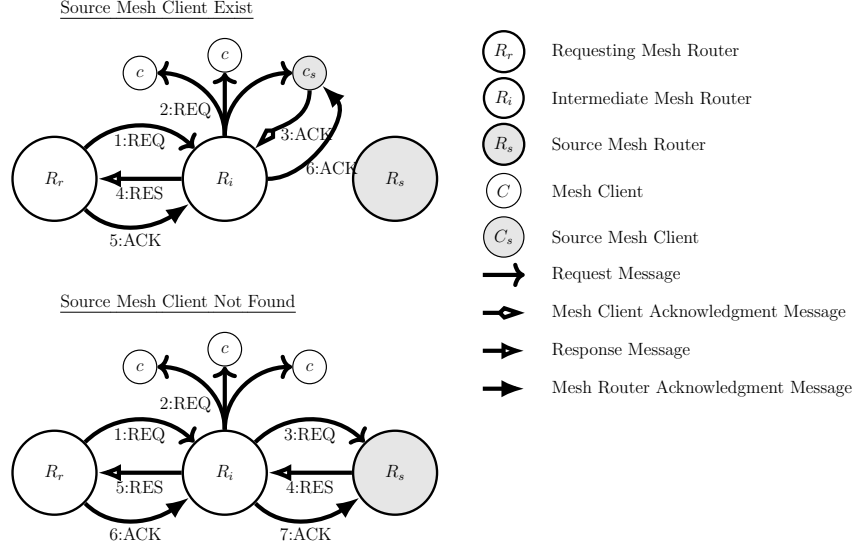 Source Mesh Client Exist
c
c
c_s
2:REQ
1:REQ
3:ACK
6:ACK
R_r
R_i
R_s
4:RES
5:ACK
Source Mesh Client Not Found
c
c
c
2:REQ
1:REQ
3:REQ
R_r
R_i
R_s
5:RES
4:RES
6:ACK
7:ACK
R_r Requesting Mesh Router
R_i Intermediate Mesh Router
R_s Source Mesh Router
C Mesh Client
C_s Source Mesh Client
Request Message
Mesh Client Acknowledgment Message
Response Message
Mesh Router Acknowledgment Message